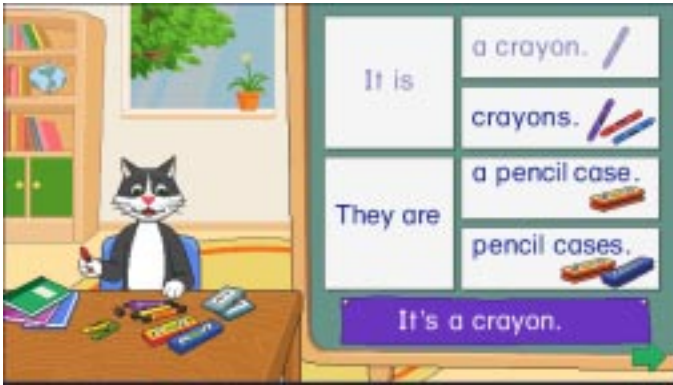 It is
a crayon.
crayons.
They are
a pencil case.
pencil cases.
It's a crayon.